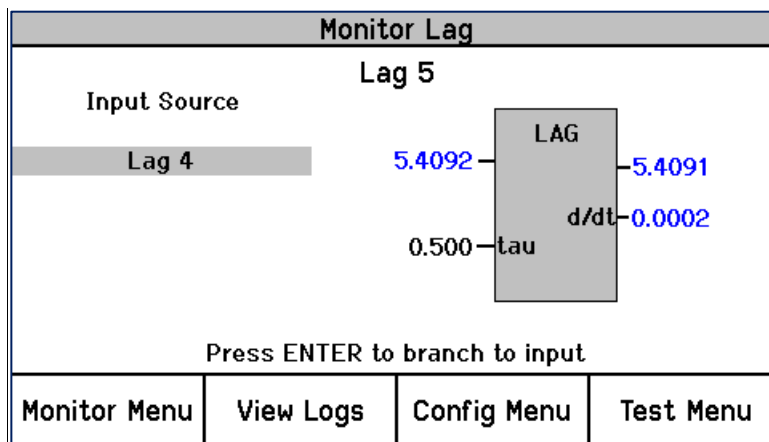 Monitor Lag
Lag 5
Input Source
Lag 4
LAG
5.4092
5.4091
d/dt
0.0002
0.500
tau
Press ENTER to branch to input
Monitor Menu
View Logs
Config Menu
Test Menu